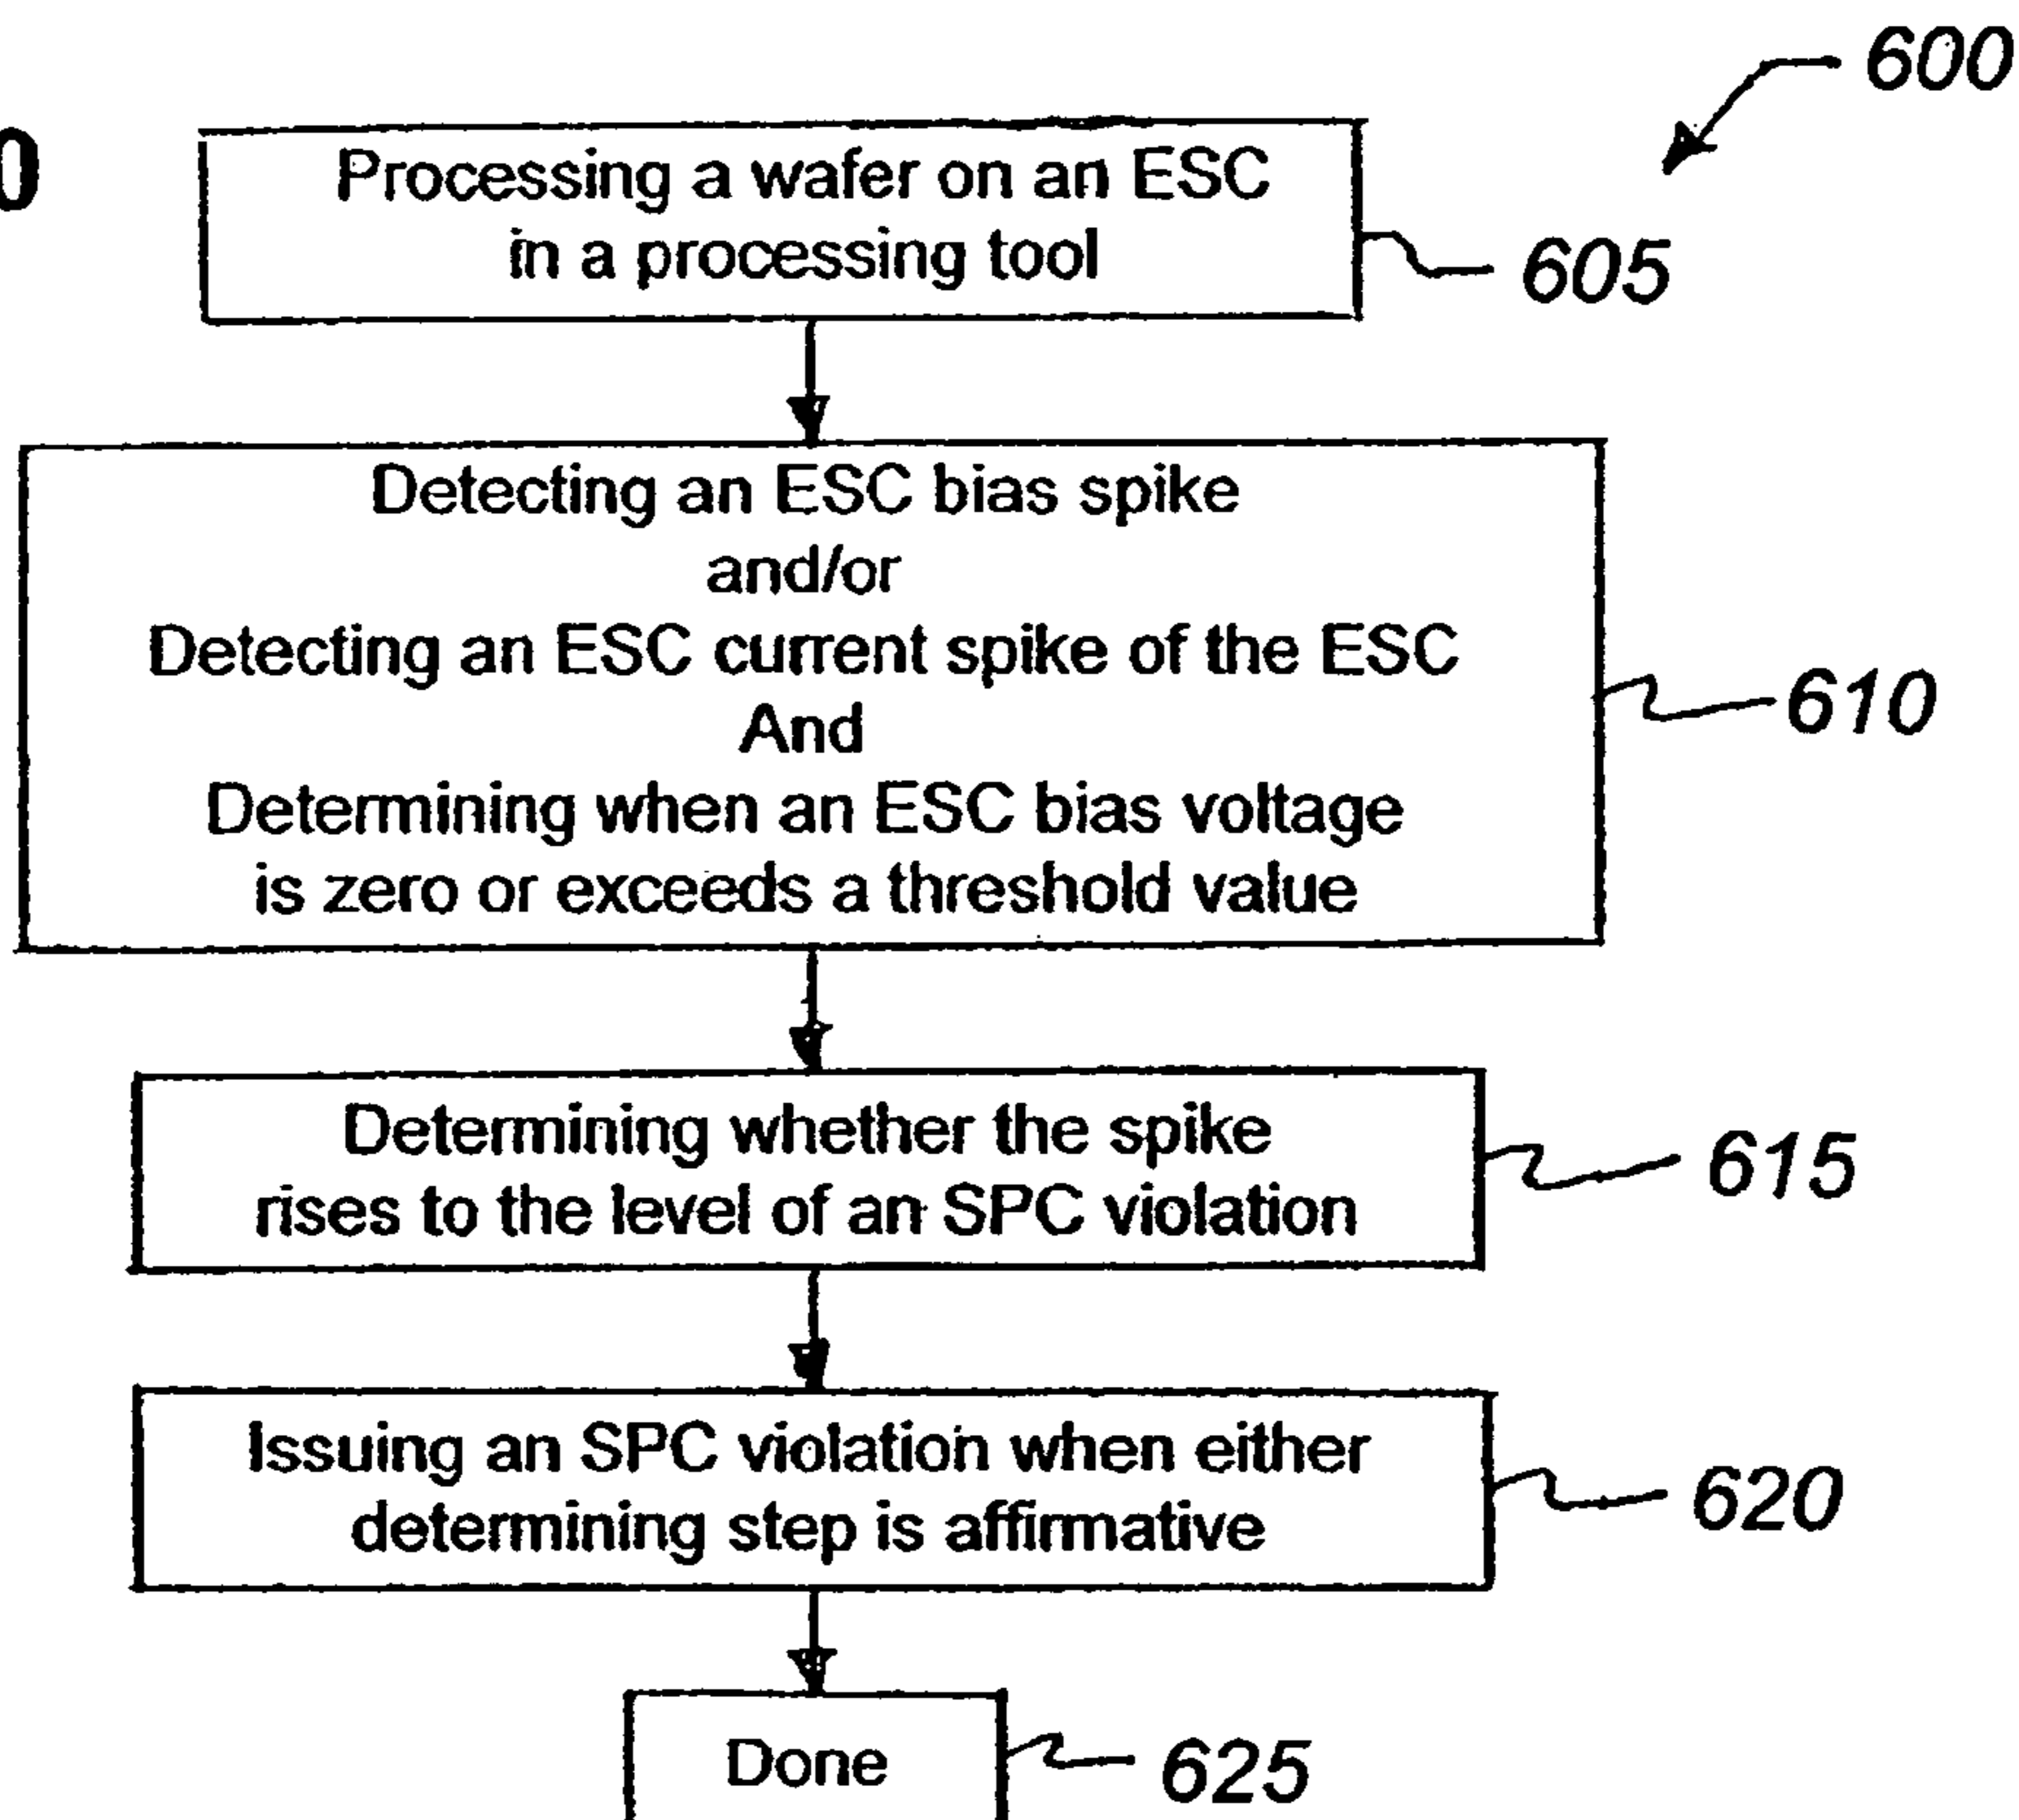 600
0
Processing a wafer on an ESC
in a processing tool
605
Detecting an ESC bias spike
and/or
Detecting an ESC current spike of the ESC
And
Determining when an ESC bias voltage
is zero or exceeds a threshold value
610
Determining whether the spike
rises to the level of an SPC violation
615
Issuing an SPC violation when either
determining step is affirmative
620
Done
625